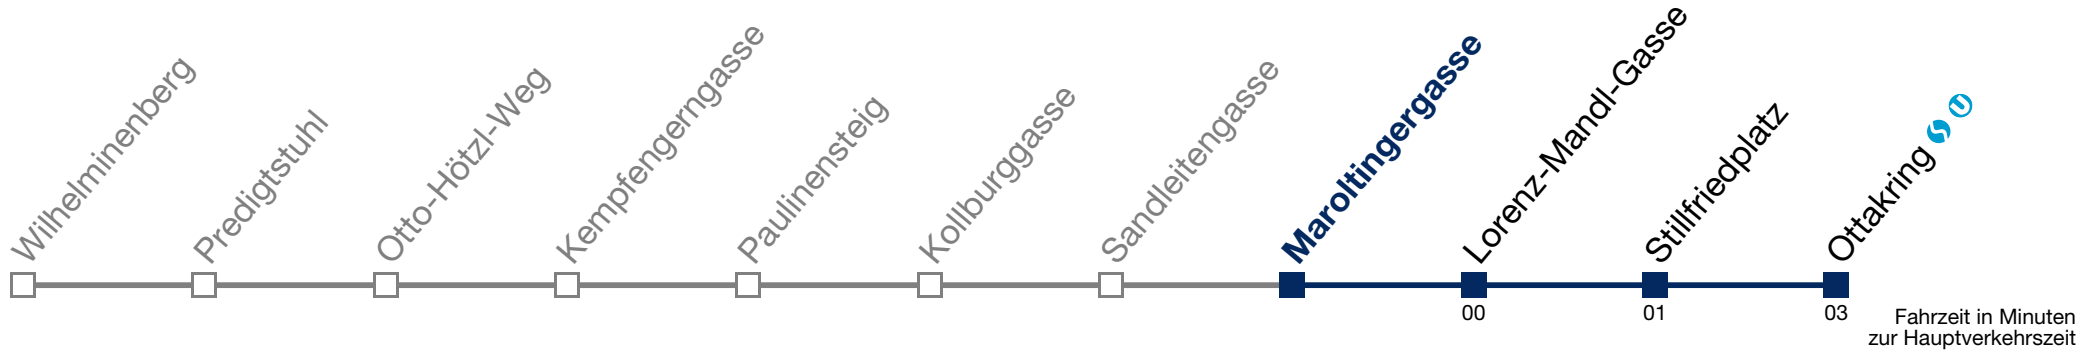 Wilhelminenberg
Predigtstuhl
Otto-Hötzl-Weg
Kempfengerngasse
Paulinensteig
Kollburggasse
Sandleitengasse
Maroltingergasse
Lorenz-Mandl-Gasse
Stillfriedplatz
Ottakring S U
00
01
03
Fahrzeit in Minuten
zur Hauptverkehrszeit